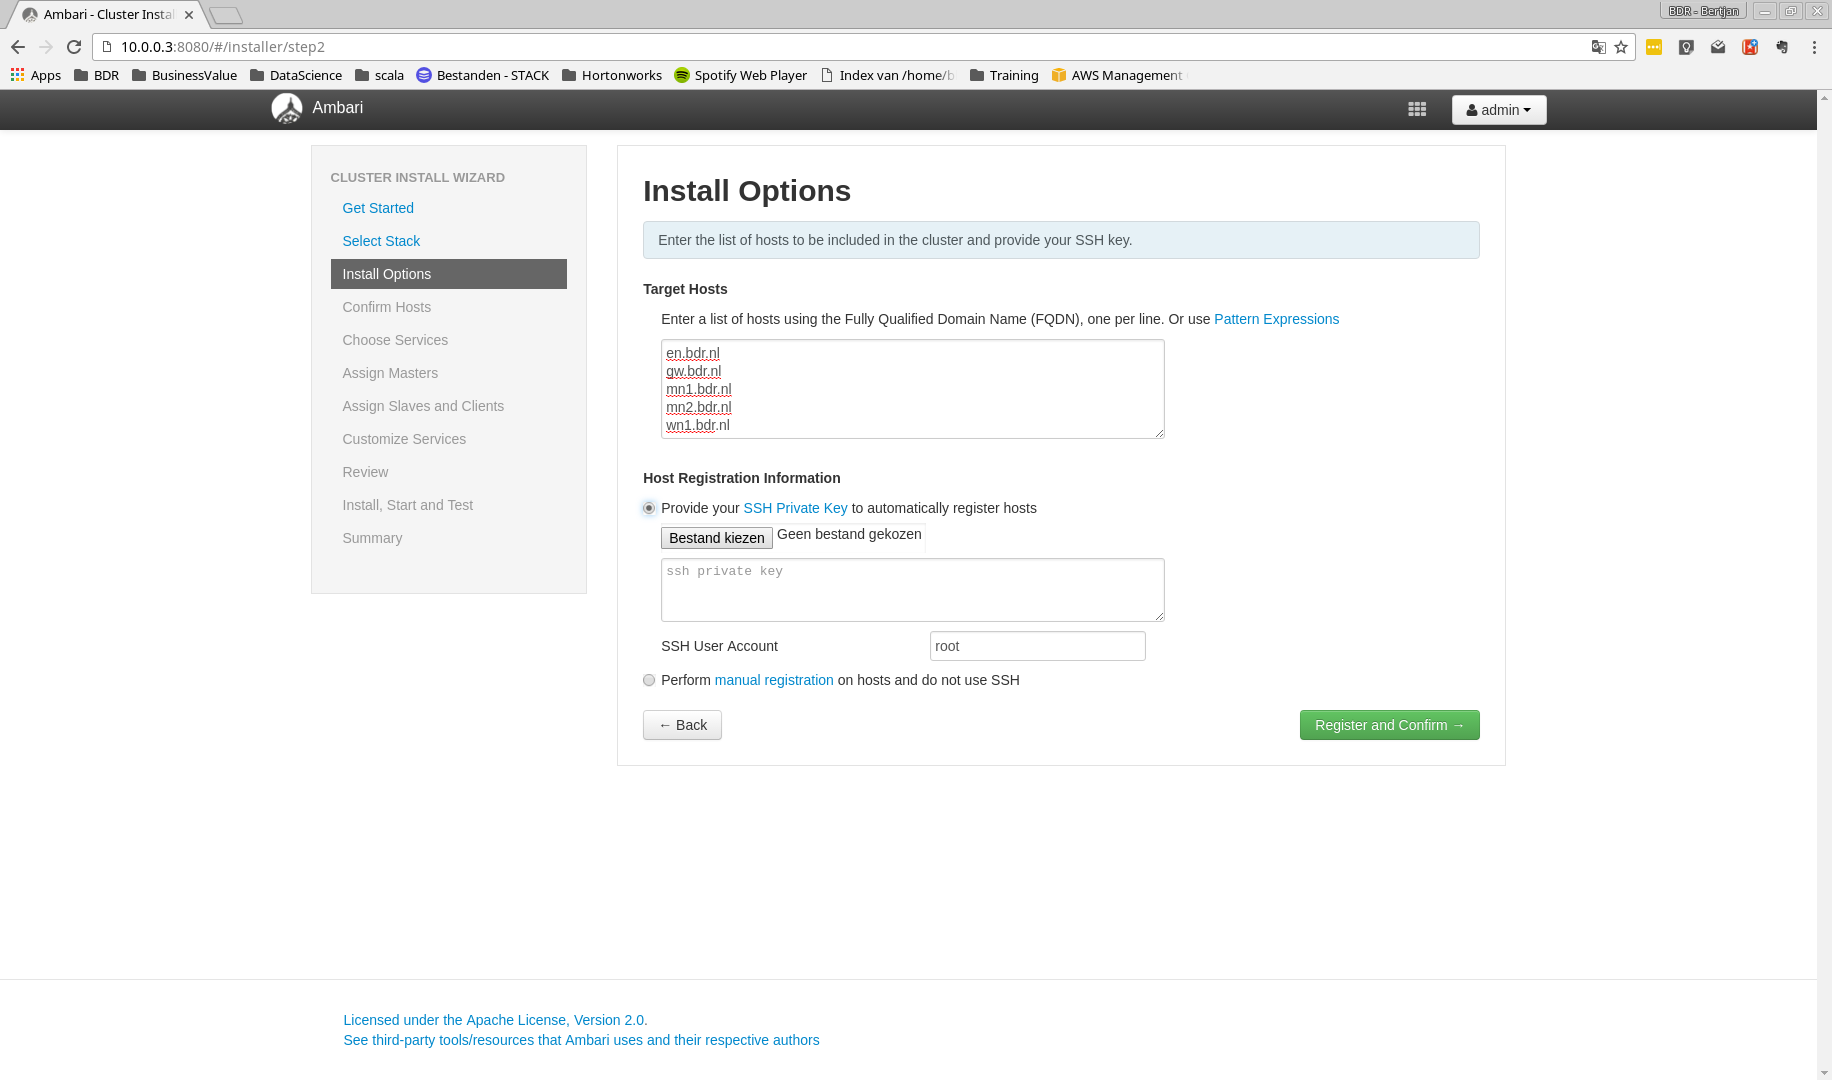 Ambari - Cluster Instal
BDR - Bertjan
10.0.0.3:8080/#/installer/step2
Apps BDR BusinessValue DataScience scala Bestanden - STACK Hortonworks Spotify Web Player Index van /home/b Training AWS Management
Ambari
admin
CLUSTER INSTALL WIZARD
Get Started
Select Stack
Install Options
Confirm Hosts
Choose Services
Assign Masters
Assign Slaves and Clients
Customize Services
Review
Install, Start and Test
Summary
Install Options
Enter the list of hosts to be included in the cluster and provide your SSH key.
Target Hosts
Enter a list of hosts using the Fully Qualified Domain Name (FQDN), one per line. Or use Pattern Expressions
en.bdr.nl
gw.bdr.nl
mn1.bdr.nl
mn2.bdr.nl
wn1.bdr.nl
Host Registration Information
Provide your SSH Private Key to automatically register hosts
Bestand kiezen Geen bestand gekozen
ssh private key
SSH User Account root
Perform manual registration on hosts and do not use SSH
← Back
Register and Confirm →
Licensed under the Apache License, Version 2.0.
See third-party tools/resources that Ambari uses and their respective authors